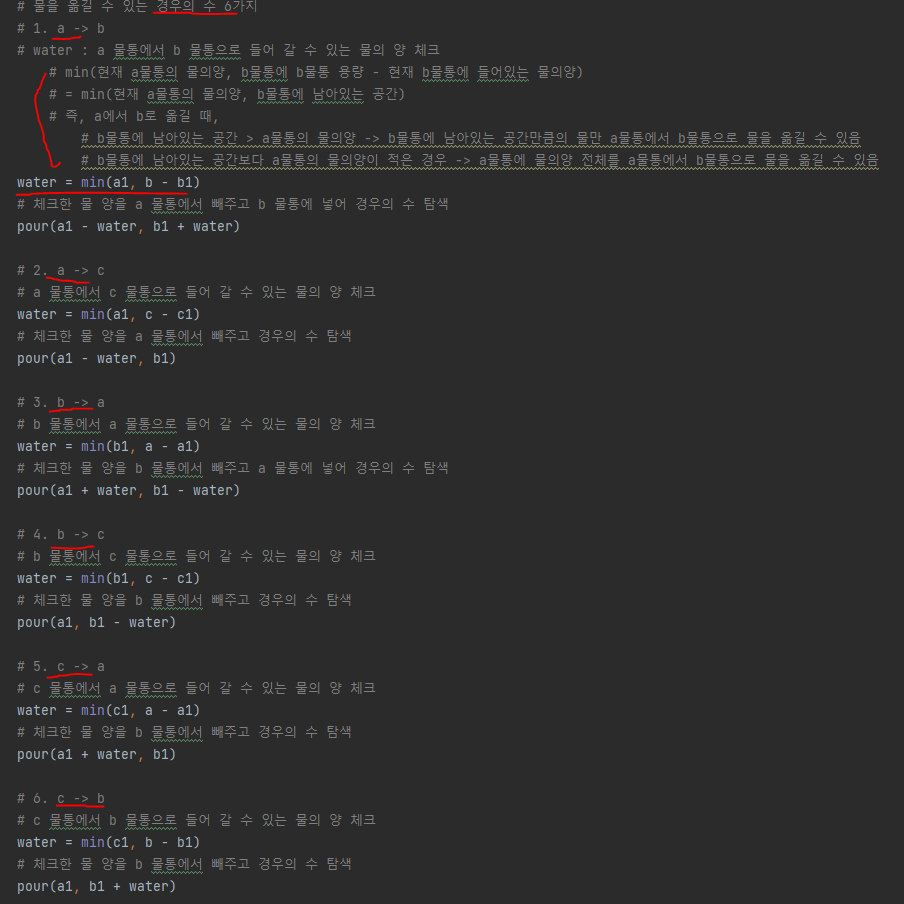 # 물을 옮길 수 있는 경우의 수 6가지
# 1. a -> b
# water : a 물통에서 b 물통으로 들어 갈 수 있는 물의 양 체크
# min(현재 a물통의 물의양, b물통에 b물통 용량 - 현재 b물통에 들어있는 물의양)
# = min(현재 a물통의 물의양, b물통에 남아있는 공간)
# 즉, a에서 b로 옮길 때,
# b물통에 남아있는 공간 > a물통의 물의양 -> b물통에 남아있는 공간만큼의 물만 a물통에서 b물통으로 물을 옮길 수 있음
# b물통에 남아있는 공간보다 a물통의 물의양이 적은 경우 -> a물통에 물의양 전체를 a물통에서 b물통으로 물을 옮길 수 있음
water = min(a1, b - b1)
# 체크한 물 양을 a 물통에서 빼주고 b 물통에 넣어 경우의 수 탐색
pour(a1 - water, b1 + water)
# 2. a -> c
# a 물통에서 c 물통으로 들어 갈 수 있는 물의 양 체크
water = min(a1, c - c1)
# 체크한 물 양을 a 물통에서 빼주고 경우의 수 탐색
pour(a1 - water, b1)
# 3. b -> a
# b 물통에서 a 물통으로 들어 갈 수 있는 물의 양 체크
water = min(b1, a - a1)
# 체크한 물 양을 b 물통에서 빼주고 a 물통에 넣어 경우의 수 탐색
pour(a1 + water, b1 - water)
# 4. b -> c
# b 물통에서 c 물통으로 들어 갈 수 있는 물의 양 체크
water = min(b1, c - c1)
# 체크한 물 양을 b 물통에서 빼주고 경우의 수 탐색
pour(a1, b1 - water)
# 5. c -> a
# c 물통에서 a 물통으로 들어 갈 수 있는 물의 양 체크
water = min(c1, a - a1)
# 체크한 물 양을 b 물통에서 빼주고 경우의 수 탐색
pour(a1 + water, b1)
# 6. c -> b
# c 물통에서 b 물통으로 들어 갈 수 있는 물의 양 체크
water = min(c1, b - b1)
# 체크한 물 양을 b 물통에서 빼주고 경우의 수 탐색
pour(a1, b1 + water)